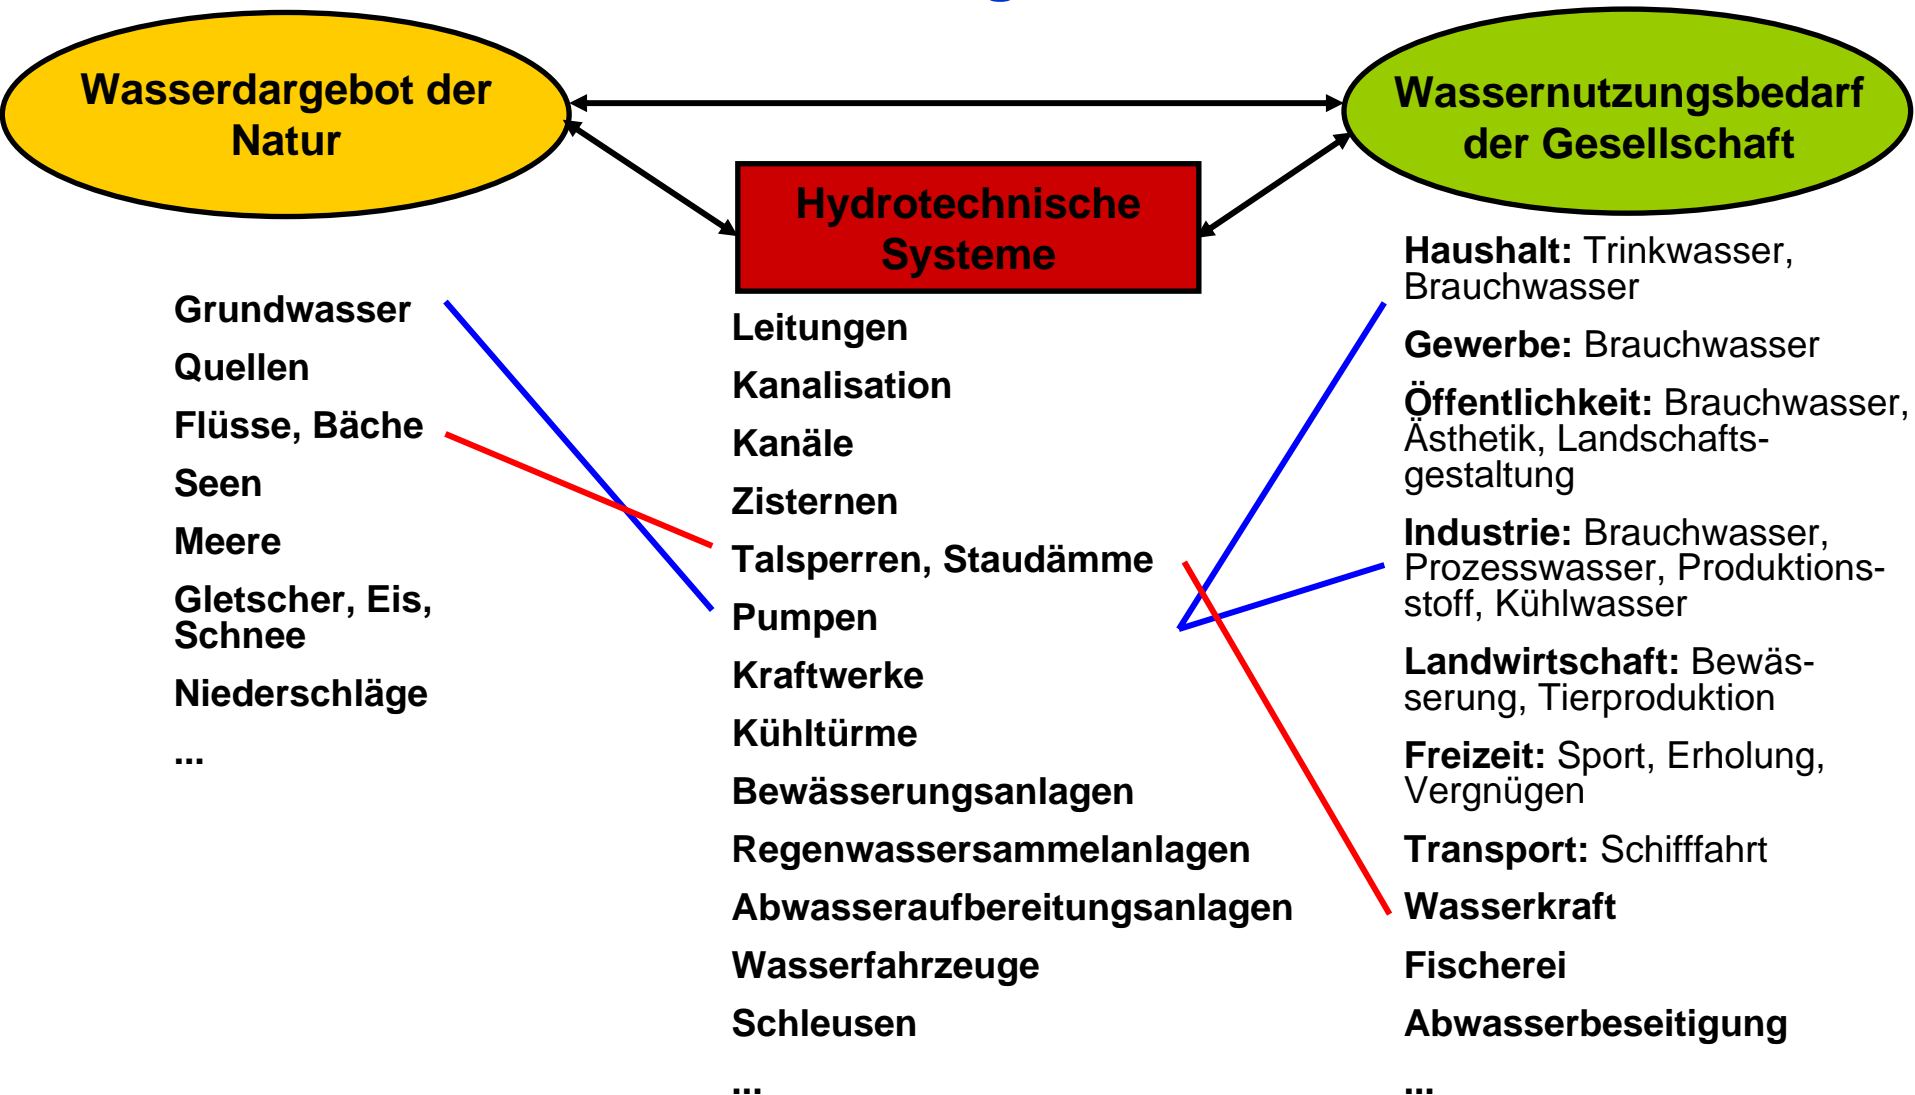 Wasserdargebot der
Natur
Wassernutzungsbedarf
der Gesellschaft
Hydrotechnische
Systeme
Grundwasser
Quellen
Flüsse, Bäche
Seen
Meere
Gletscher, Eis,
Schnee
Niederschläge
...
Leitungen
Kanalisation
Kanäle
Zisternen
Talsperren, Staudämme
Pumpen
Kraftwerke
Kühltürme
Bewässerungsanlagen
Regenwassersammelanlagen
Abwasseraufbereitungsanlagen
Wasserfahrzeuge
Schleusen
...
Haushalt: Trinkwasser,
Brauchwasser
Gewerbe: Brauchwasser
Öffentlichkeit: Brauchwasser,
Ästhetik, Landschafts-
gestaltung
Industrie: Brauchwasser,
Prozesswasser, Produktions-
stoff, Kühlwasser
Landwirtschaft: Bewäs-
serung, Tierproduktion
Freizeit: Sport, Erholung,
Vergnügen
Transport: Schifffahrt
Wasserkraft
Fischerei
Abwasserbeseitigung
...